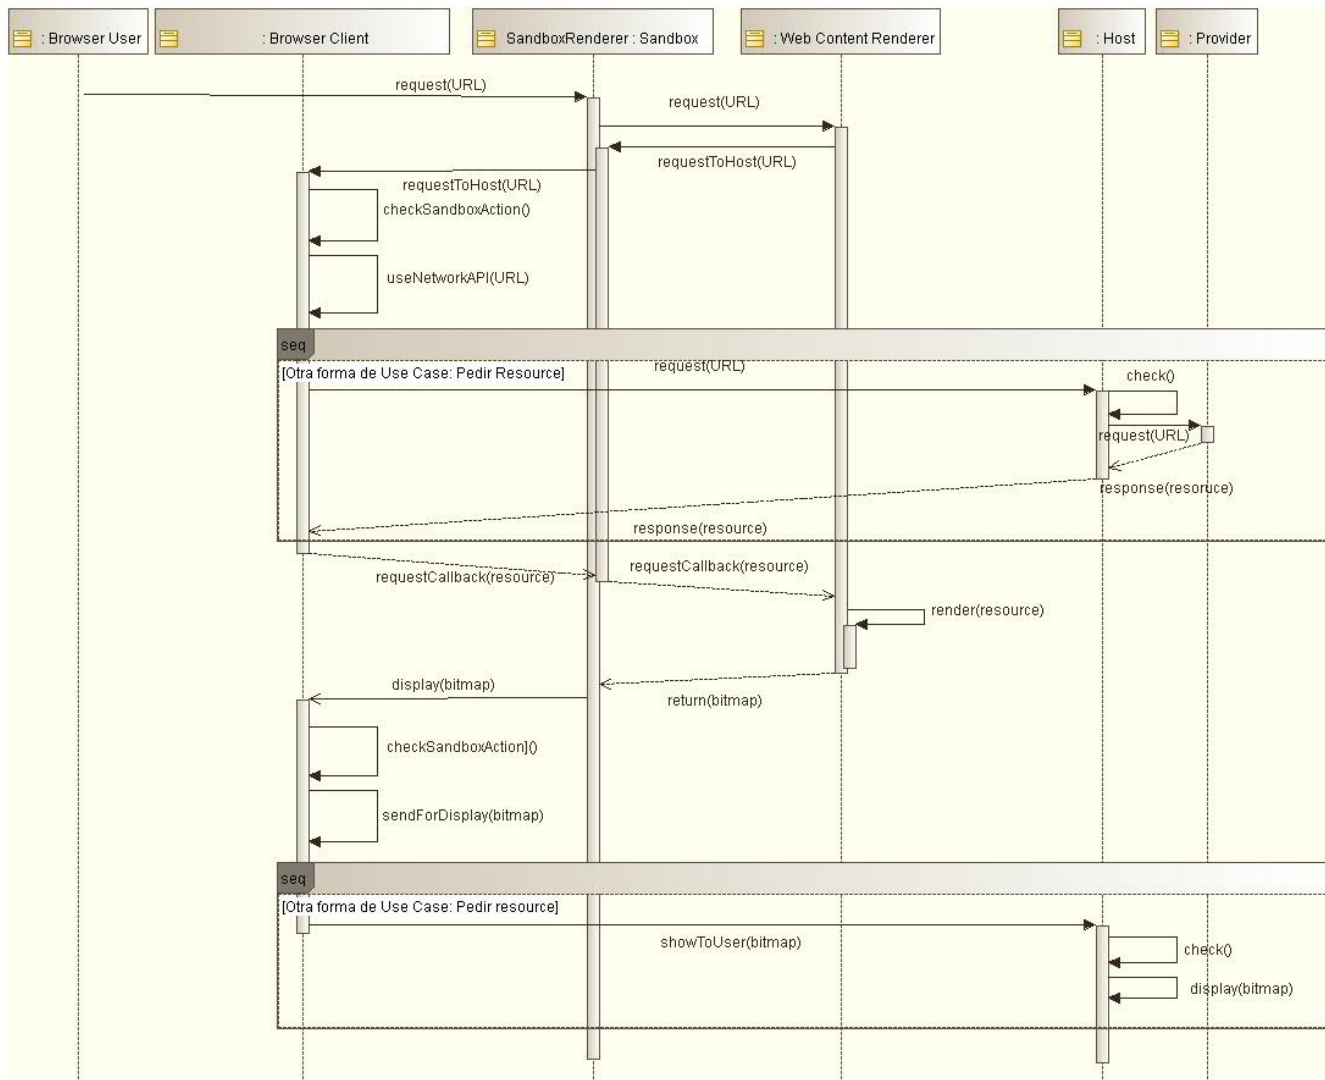 : Browser User
: Browser Client
SandboxRenderer : Sandbox
: Web Content Renderer
: Host
: Provider
request(URL)
request(URL)
requestToHost(URL)
requestToHost(URL)
checkSandboxAction()
useNetworkAPI(URL)
seq
[Otra forma de Use Case: Pedir Resource]
request(URL)
check()
request(URL)
response(resoruce)
response(resource)
requestCallback(resource)
requestCallback(resource)
render(resource)
display(bitmap)
return(bitmap)
checkSandboxAction]()
sendForDisplay(bitmap)
seq
[Otra forma de Use Case: Pedir resource]
showToUser(bitmap)
check()
display(bitmap)